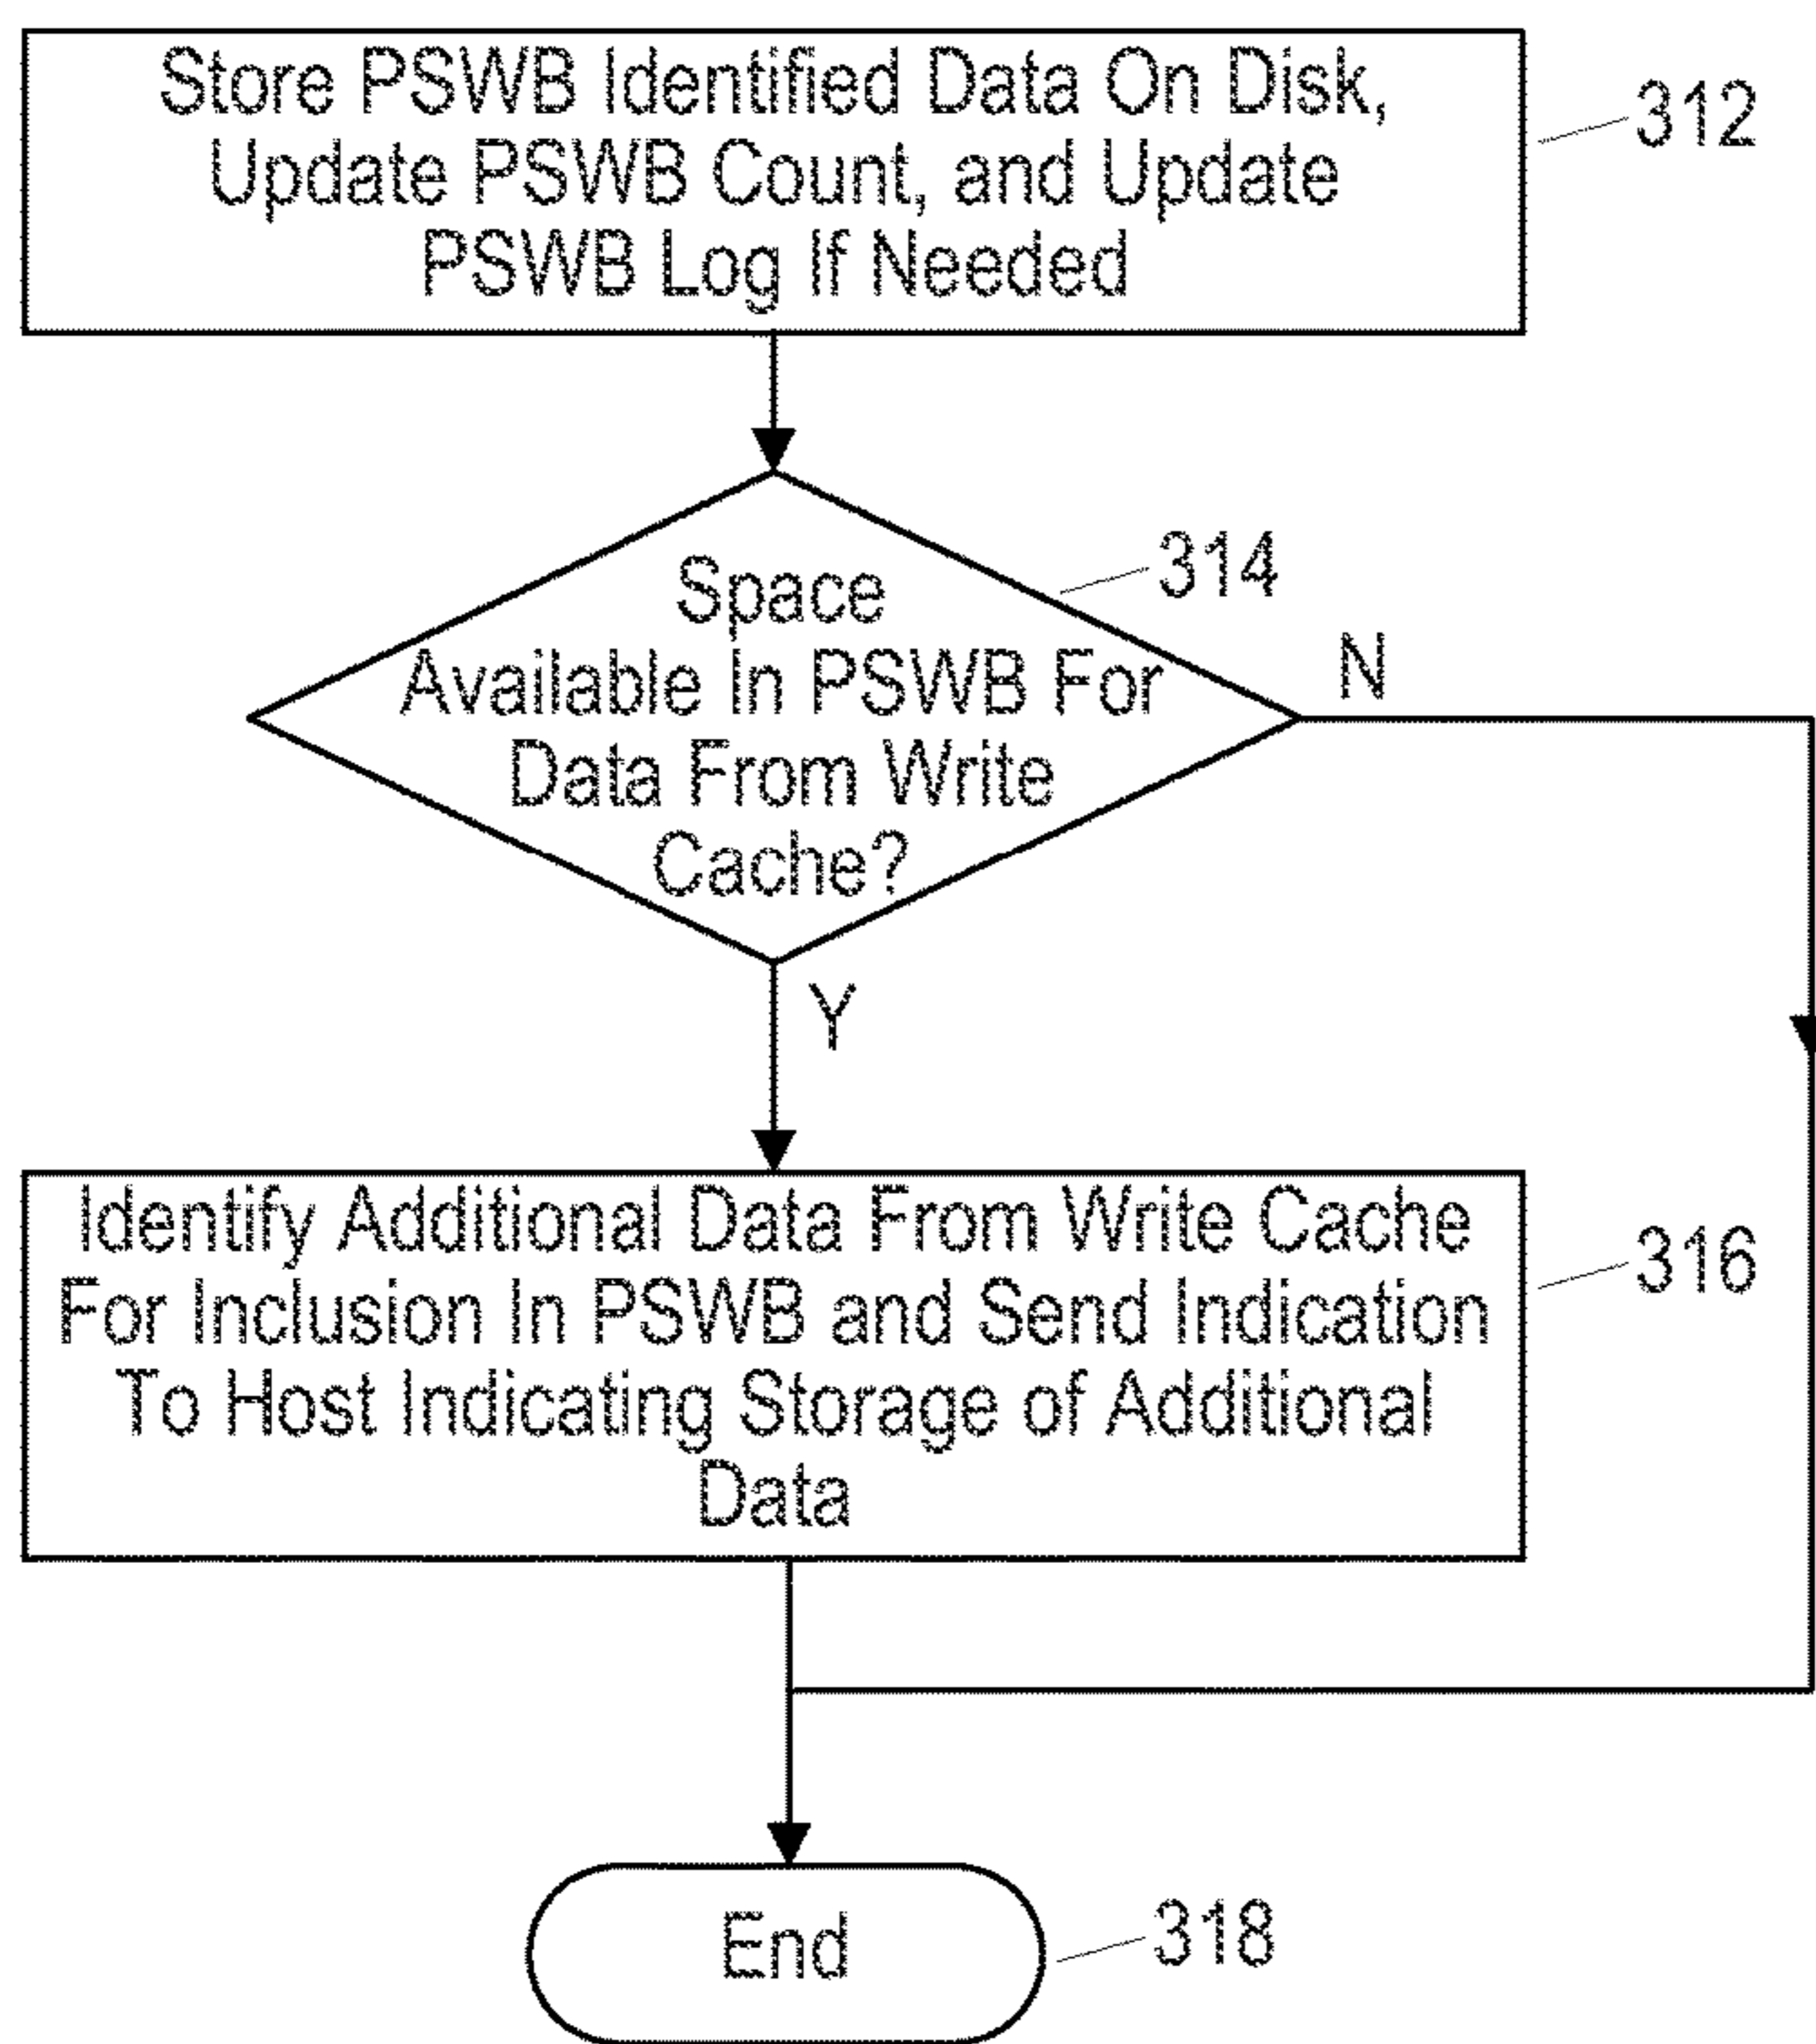 Store PSWB Identified Data On Disk,
Update PSWB Count, and Update
PSWB Log If Needed
312
314
Space
Available In PSWB For
Data From Write
Cache?
N
Y
Identify Additional Data From Write Cache
For Inclusion In PSWB and Send Indication
To Host Indicating Storage of Additional
Data
316
End
318